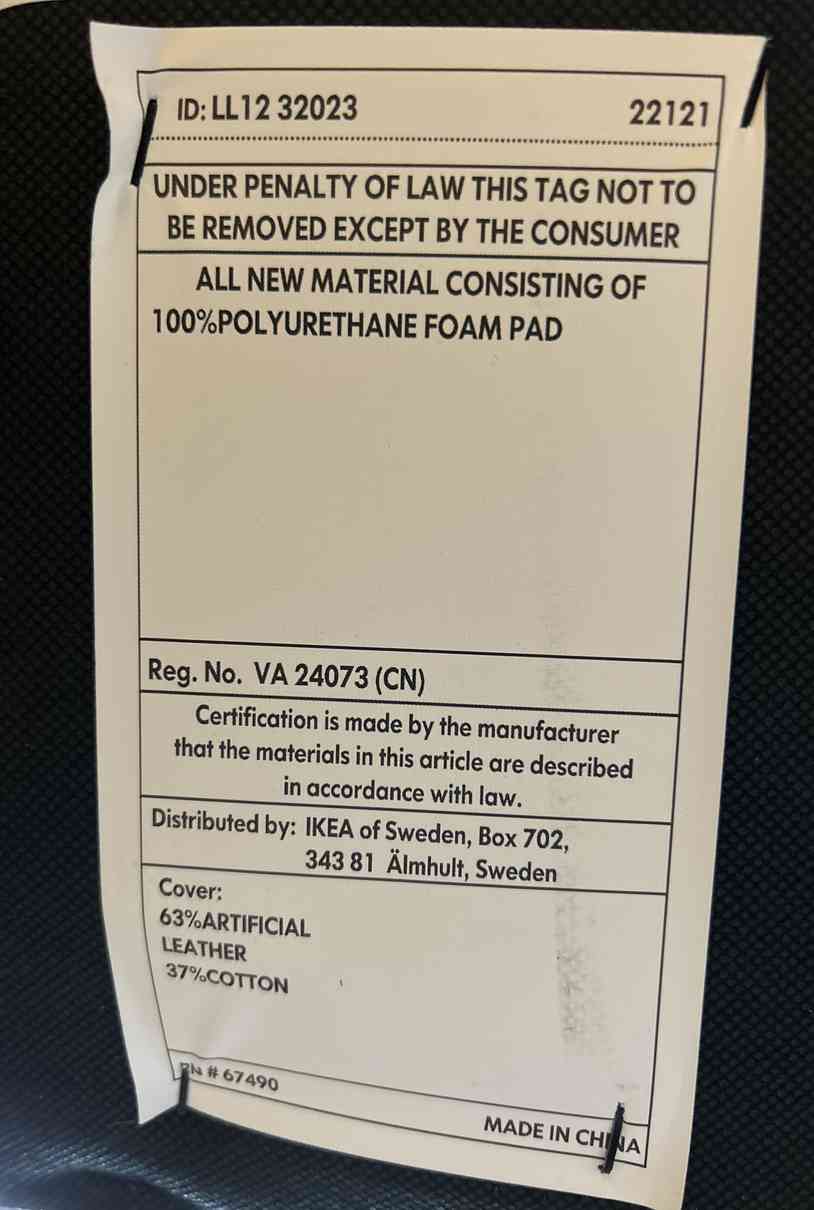 ID: LL12 32023 22121
UNDER PENALTY OF LAW THIS TAG NOT TO
BE REMOVED EXCEPT BY THE CONSUMER
ALL NEW MATERIAL CONSISTING OF
100%POLYURETHANE FOAM PAD
Reg. No. VA 24073 (CN)
Certification is made by the manufacturer
that the materials in this article are described
in accordance with law.
Distributed by: IKEA of Sweden, Box 702,
343 81 Älmhult, Sweden
Cover:
63%ARTIFICIAL
LEATHER
37%COTTON
RN # 67490
MADE IN CHINA